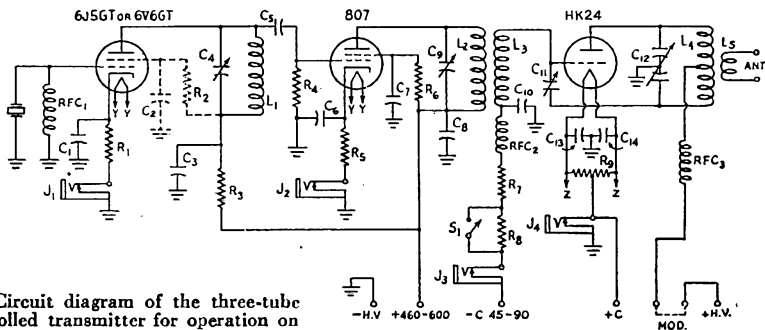 6J5GT OR 6V6GT
807
HK24
C5
C4
L1
C2
R2
RFC1
C1
R1
J1
C3
R3
Y Y
R4
C6
Y Y
R5
J2
C7
R6
C9
C8
L2
L3
C10
RFC2
R7
S1
R8
J3
C11
C13
C14
R9
Z
Z
J4
C12
L4
L5
ANT
RFC3
-H.V
+460-600
-C 45-90
+C
MOD.
+H.V.
Circuit diagram of the three-tube
olled transmitter for operation on